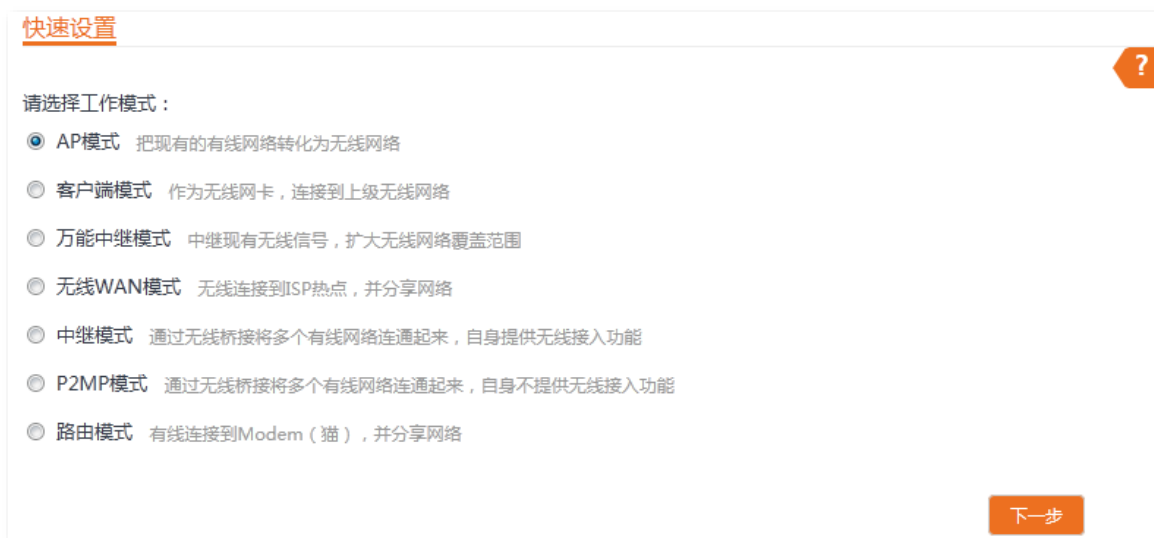 快速设置
?
请选择工作模式：
AP模式 把现有的有线网络转化为无线网络
客户端模式 作为无线网卡，连接到上级无线网络
万能中继模式 中继现有无线信号，扩大无线网络覆盖范围
无线WAN模式 无线连接到ISP热点，并分享网络
中继模式 通过无线桥接将多个有线网络连通起来，自身提供无线接入功能
P2MP模式 通过无线桥接将多个有线网络连通起来，自身不提供无线接入功能
路由模式 有线连接到Modem（猫），并分享网络
下一步